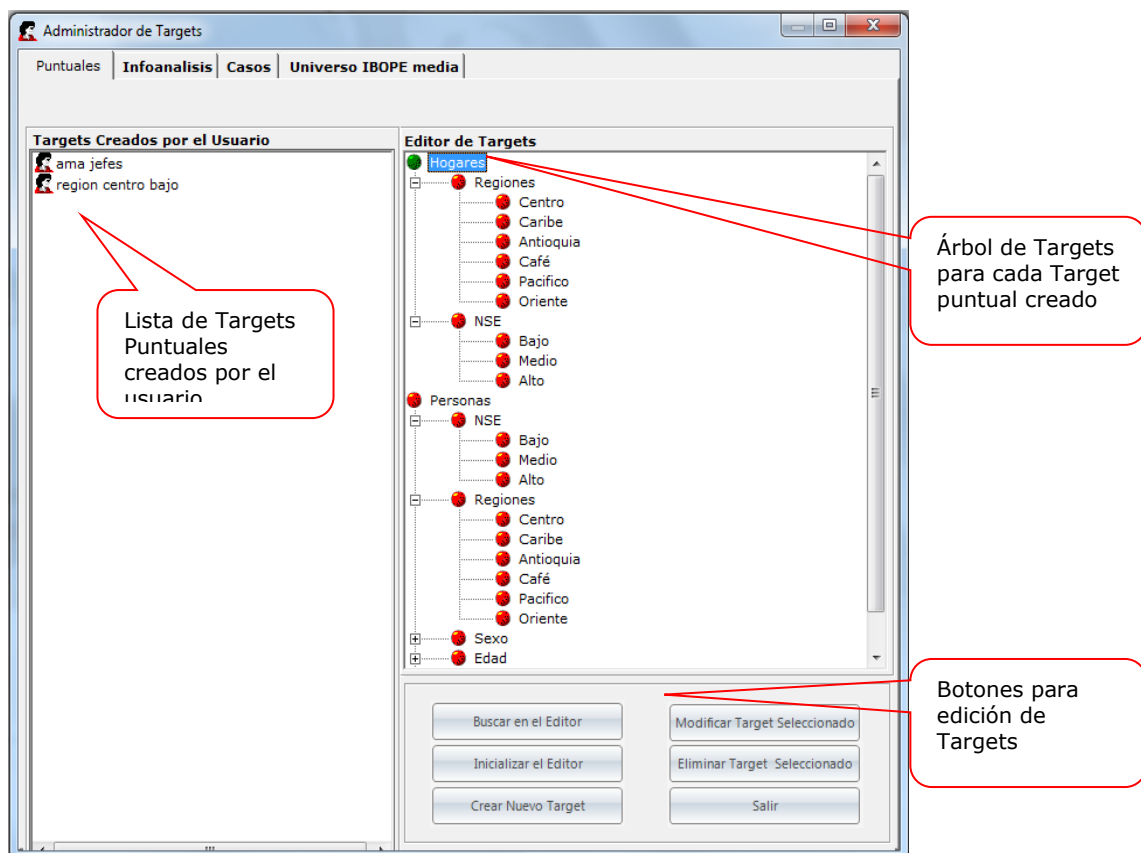 Administrador de Targets
Puntuales Infoanalisis Casos Universo IBOPE media
Targets Creados por el Usuario
ama jefes
region centro bajo
Lista de Targets
Puntuales
creados por el
usuario
Editor de Targets
Hogares
Regiones
Centro
Caribe
Antioquia
Café
Pacifico
Oriente
NSE
Bajo
Medio
Alto
Personas
NSE
Bajo
Medio
Alto
Regiones
Centro
Caribe
Antioquia
Café
Pacifico
Oriente
Sexo
Edad
Árbol de Targets
para cada Target
puntual creado
Buscar en el Editor
Modificar Target Seleccionado
Inicializar el Editor
Eliminar Target Seleccionado
Crear Nuevo Target
Salir
Botones para
edición de
Targets